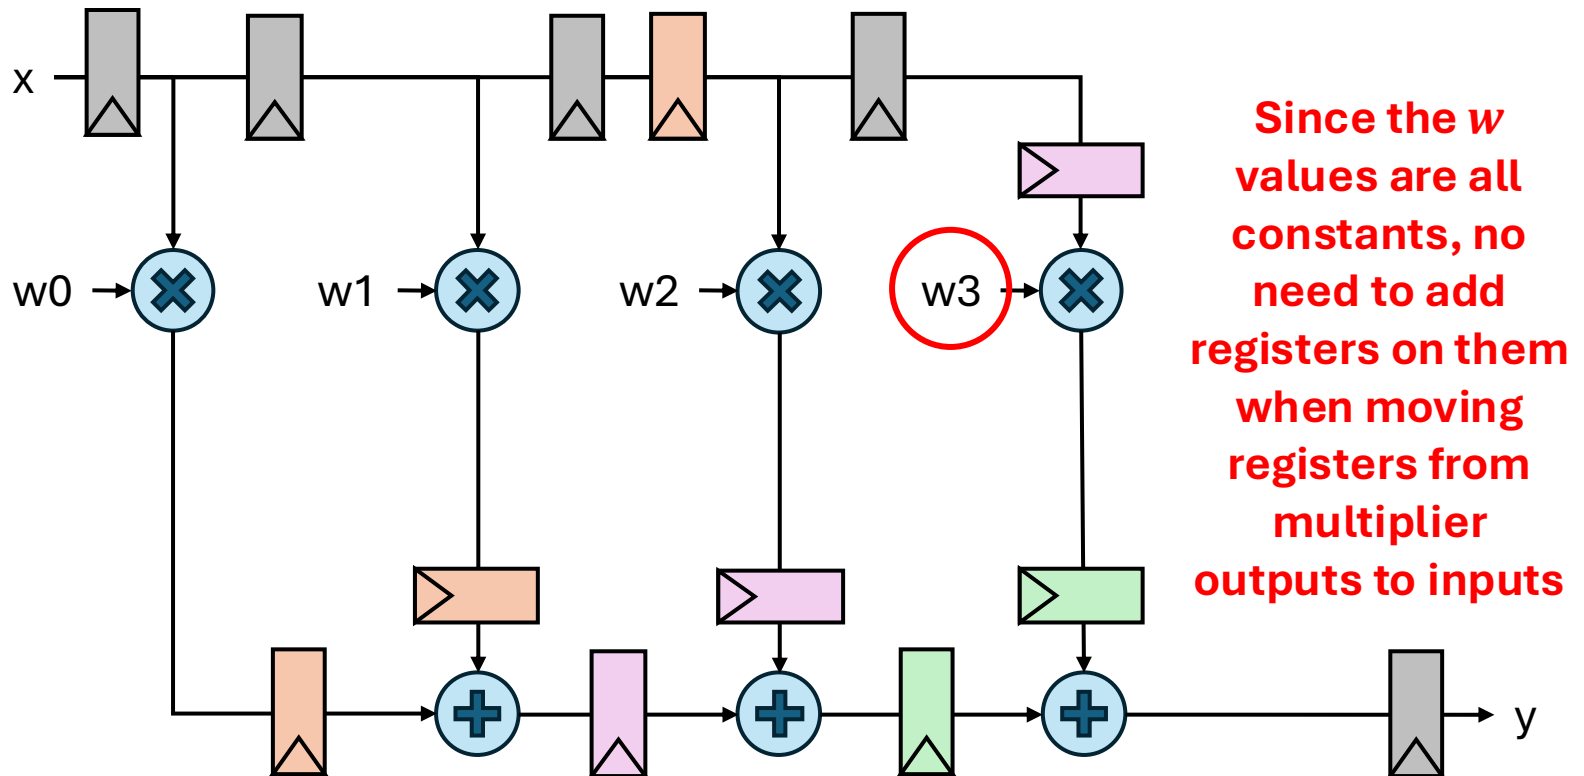 x
w0
w1
w2
w3
Since the w
values are all
constants, no
need to add
registers on them
when moving
registers from
multiplier
outputs to inputs
y